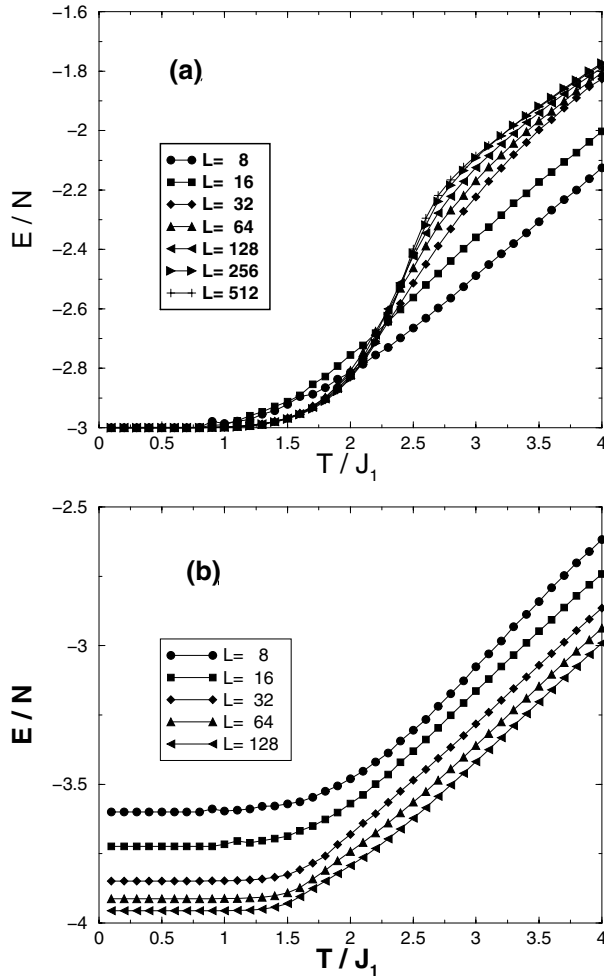 −1.6
−1.8
−2
−2.2
−2.4
−2.6
−2.8
−3
E / N
(a)
L= 8
L= 16
L= 32
L= 64
L= 128
L= 256
L= 512
0 0.5 1 1.5 2 2.5 3 3.5 4
T / J1
−2.5
−3
−3.5
−4
E / N
(b)
L= 8
L= 16
L= 32
L= 64
L= 128
0 0.5 1 1.5 2 2.5 3 3.5 4
T / J1